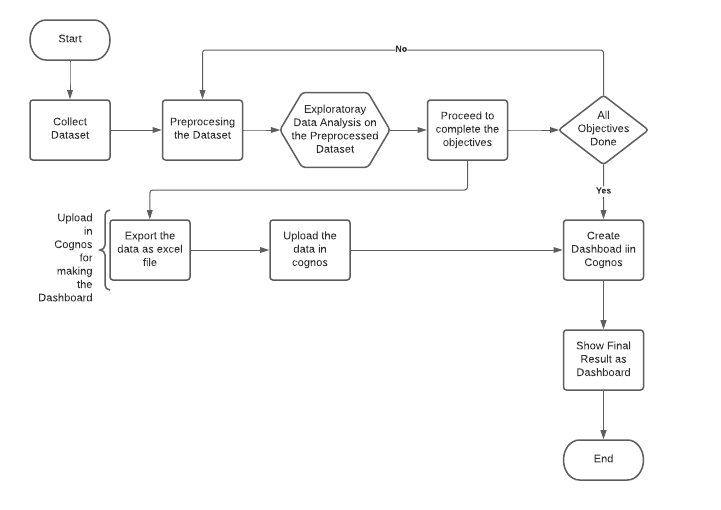 Start
No
Collect
Dataset
Preprocesing
the Dataset
Exploratoray
Data Analysis on
the Preprocessed
Dataset
Proceed to
complete the
objectives
All
Objectives
Done
Yes
Upload
in
Cognos
for
making
the
Dashboard
Export the
data as excel
file
Upload the
data in
cognos
Create
Dashboad iin
Cognos
Show Final
Result as
Dashboard
End